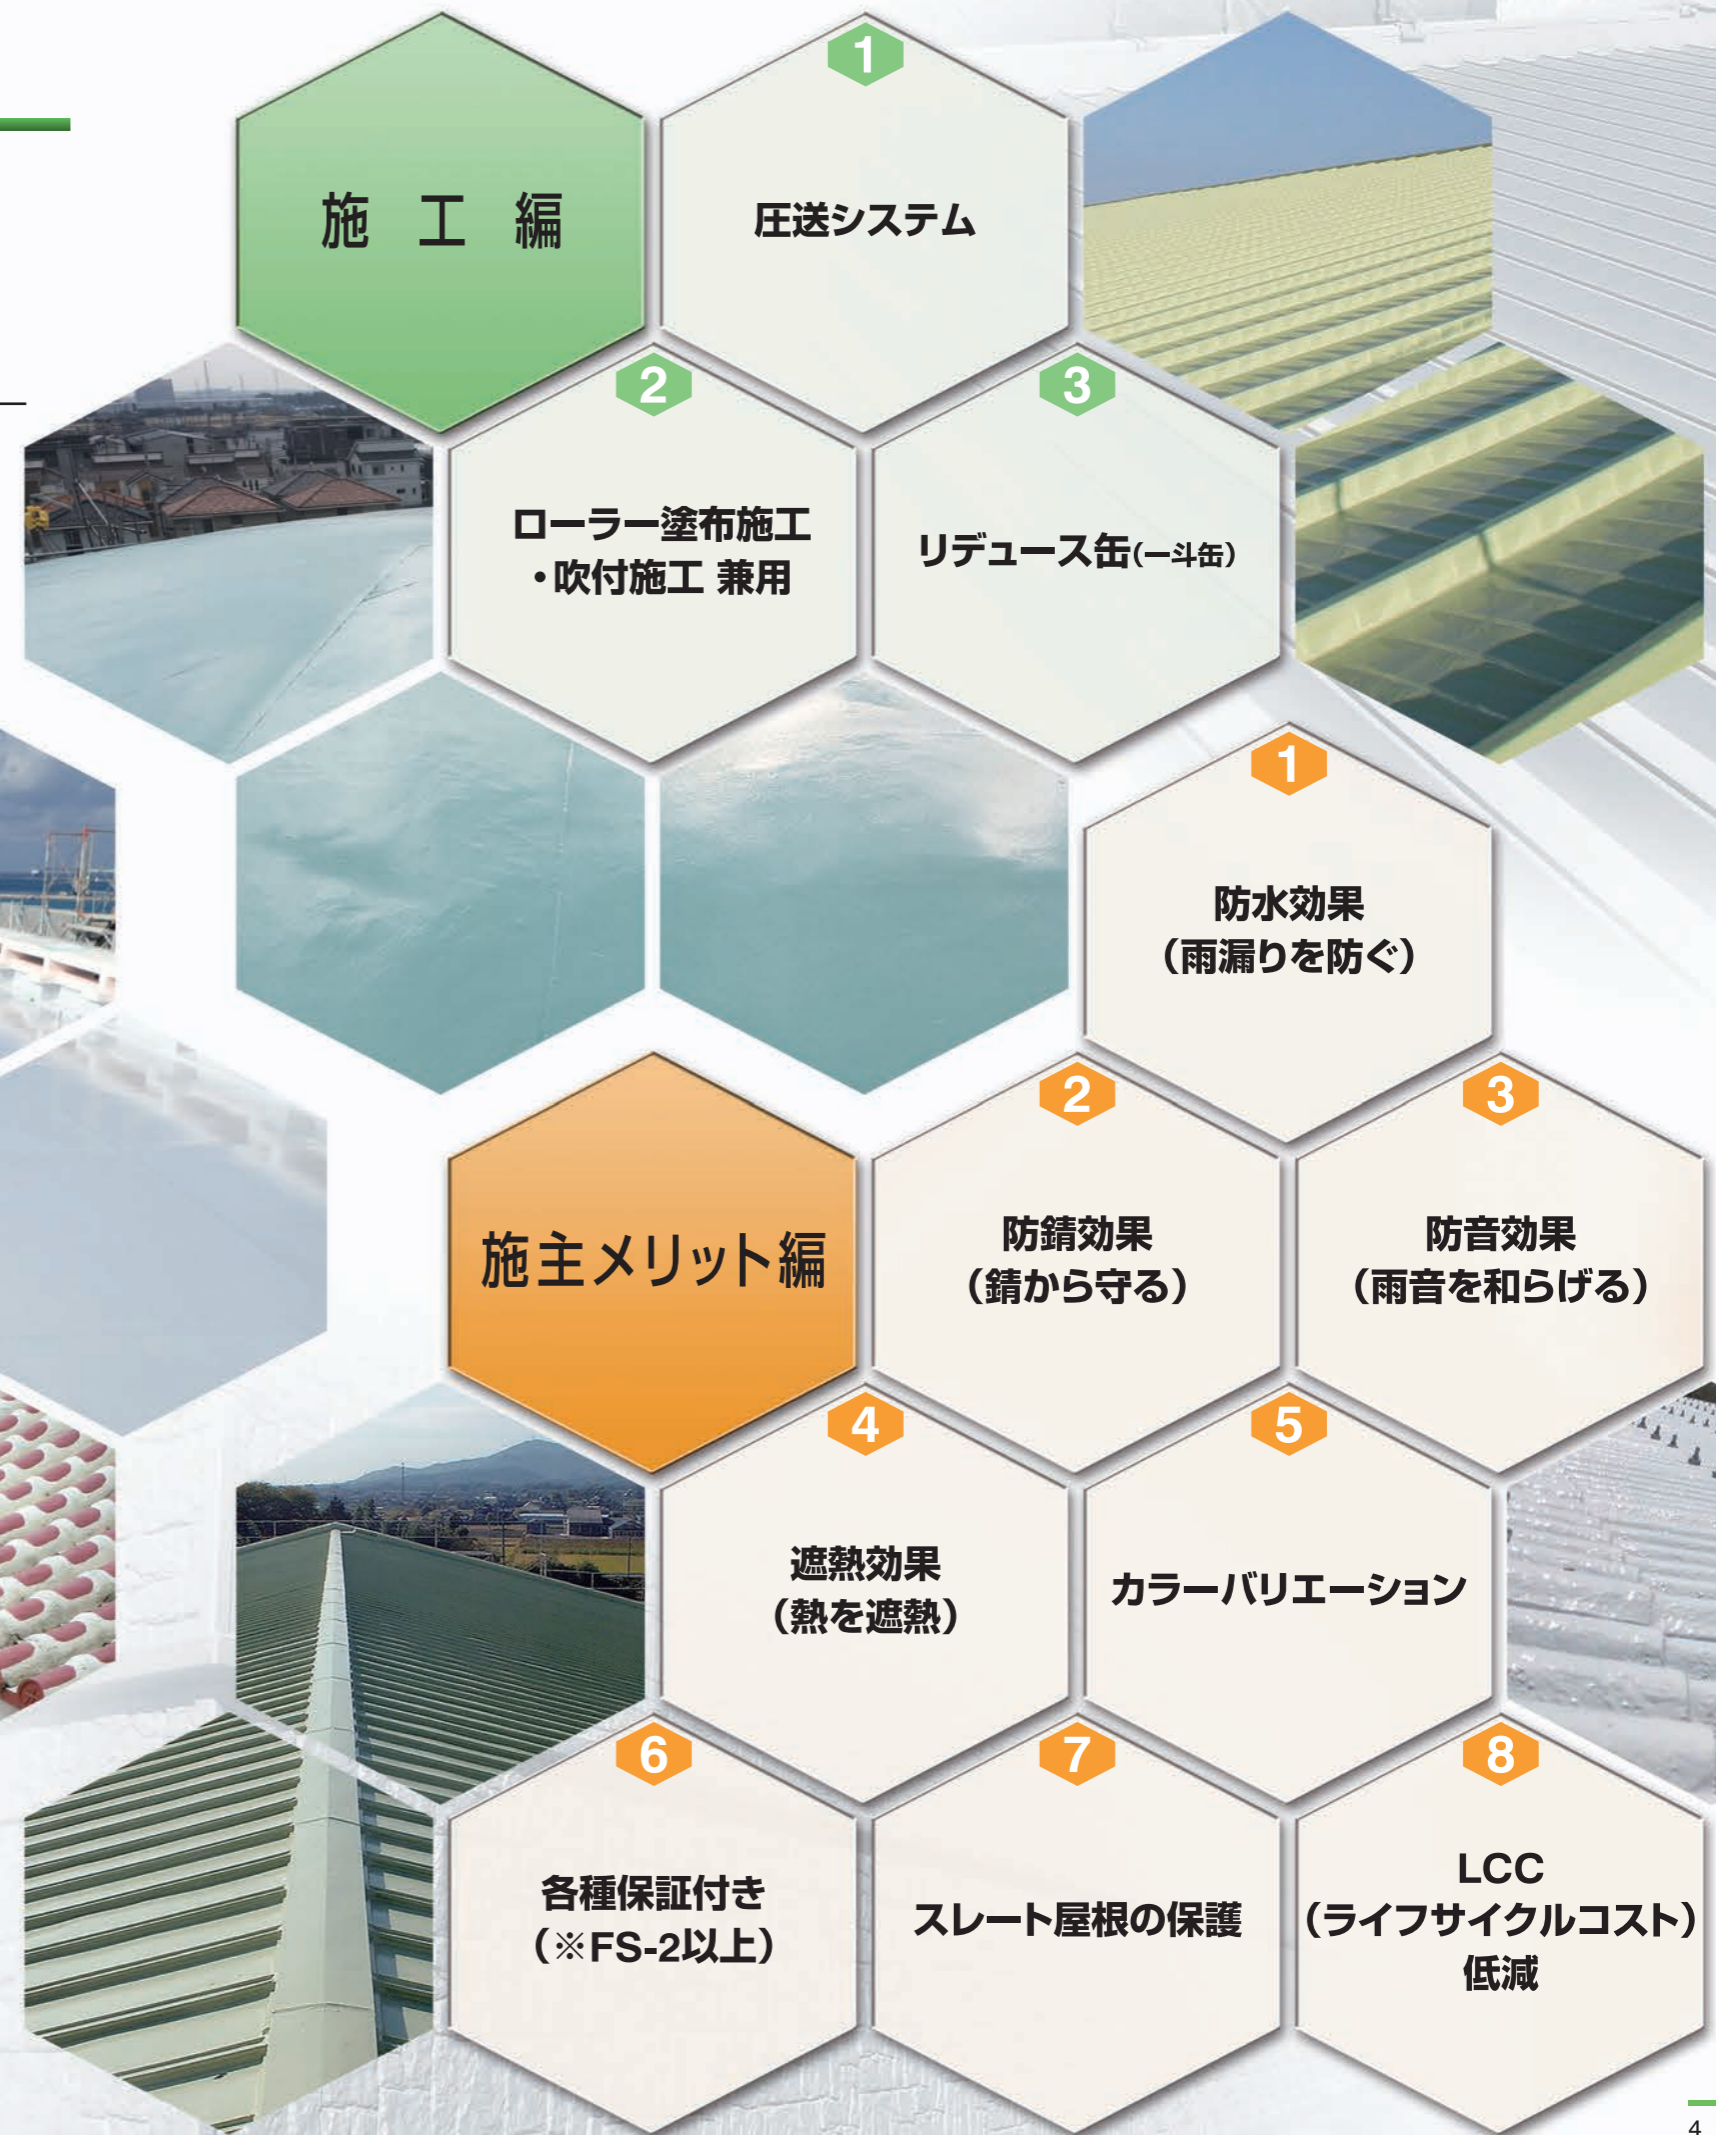 施工編
1
圧送システム
2
ローラー塗布施工
・吹付施工 兼用
3
リデュース缶(一斗缶)
1
防水効果
(雨漏りを防ぐ)
施主メリット編
2
防錆効果
(錆から守る)
3
防音効果
(雨音を和らげる)
4
遮熱効果
(熱を遮熱)
5
カラーバリエーション
6
各種保証付き
(※FS-2以上)
7
スレート屋根の保護
8
LCC
(ライフサイクルコスト)
低減
4